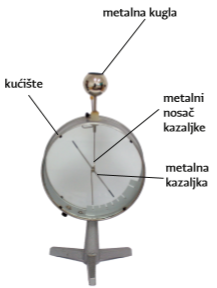 metalna kugla
kućište
metalni
nosač
kazaljke
metalna
kazaljka